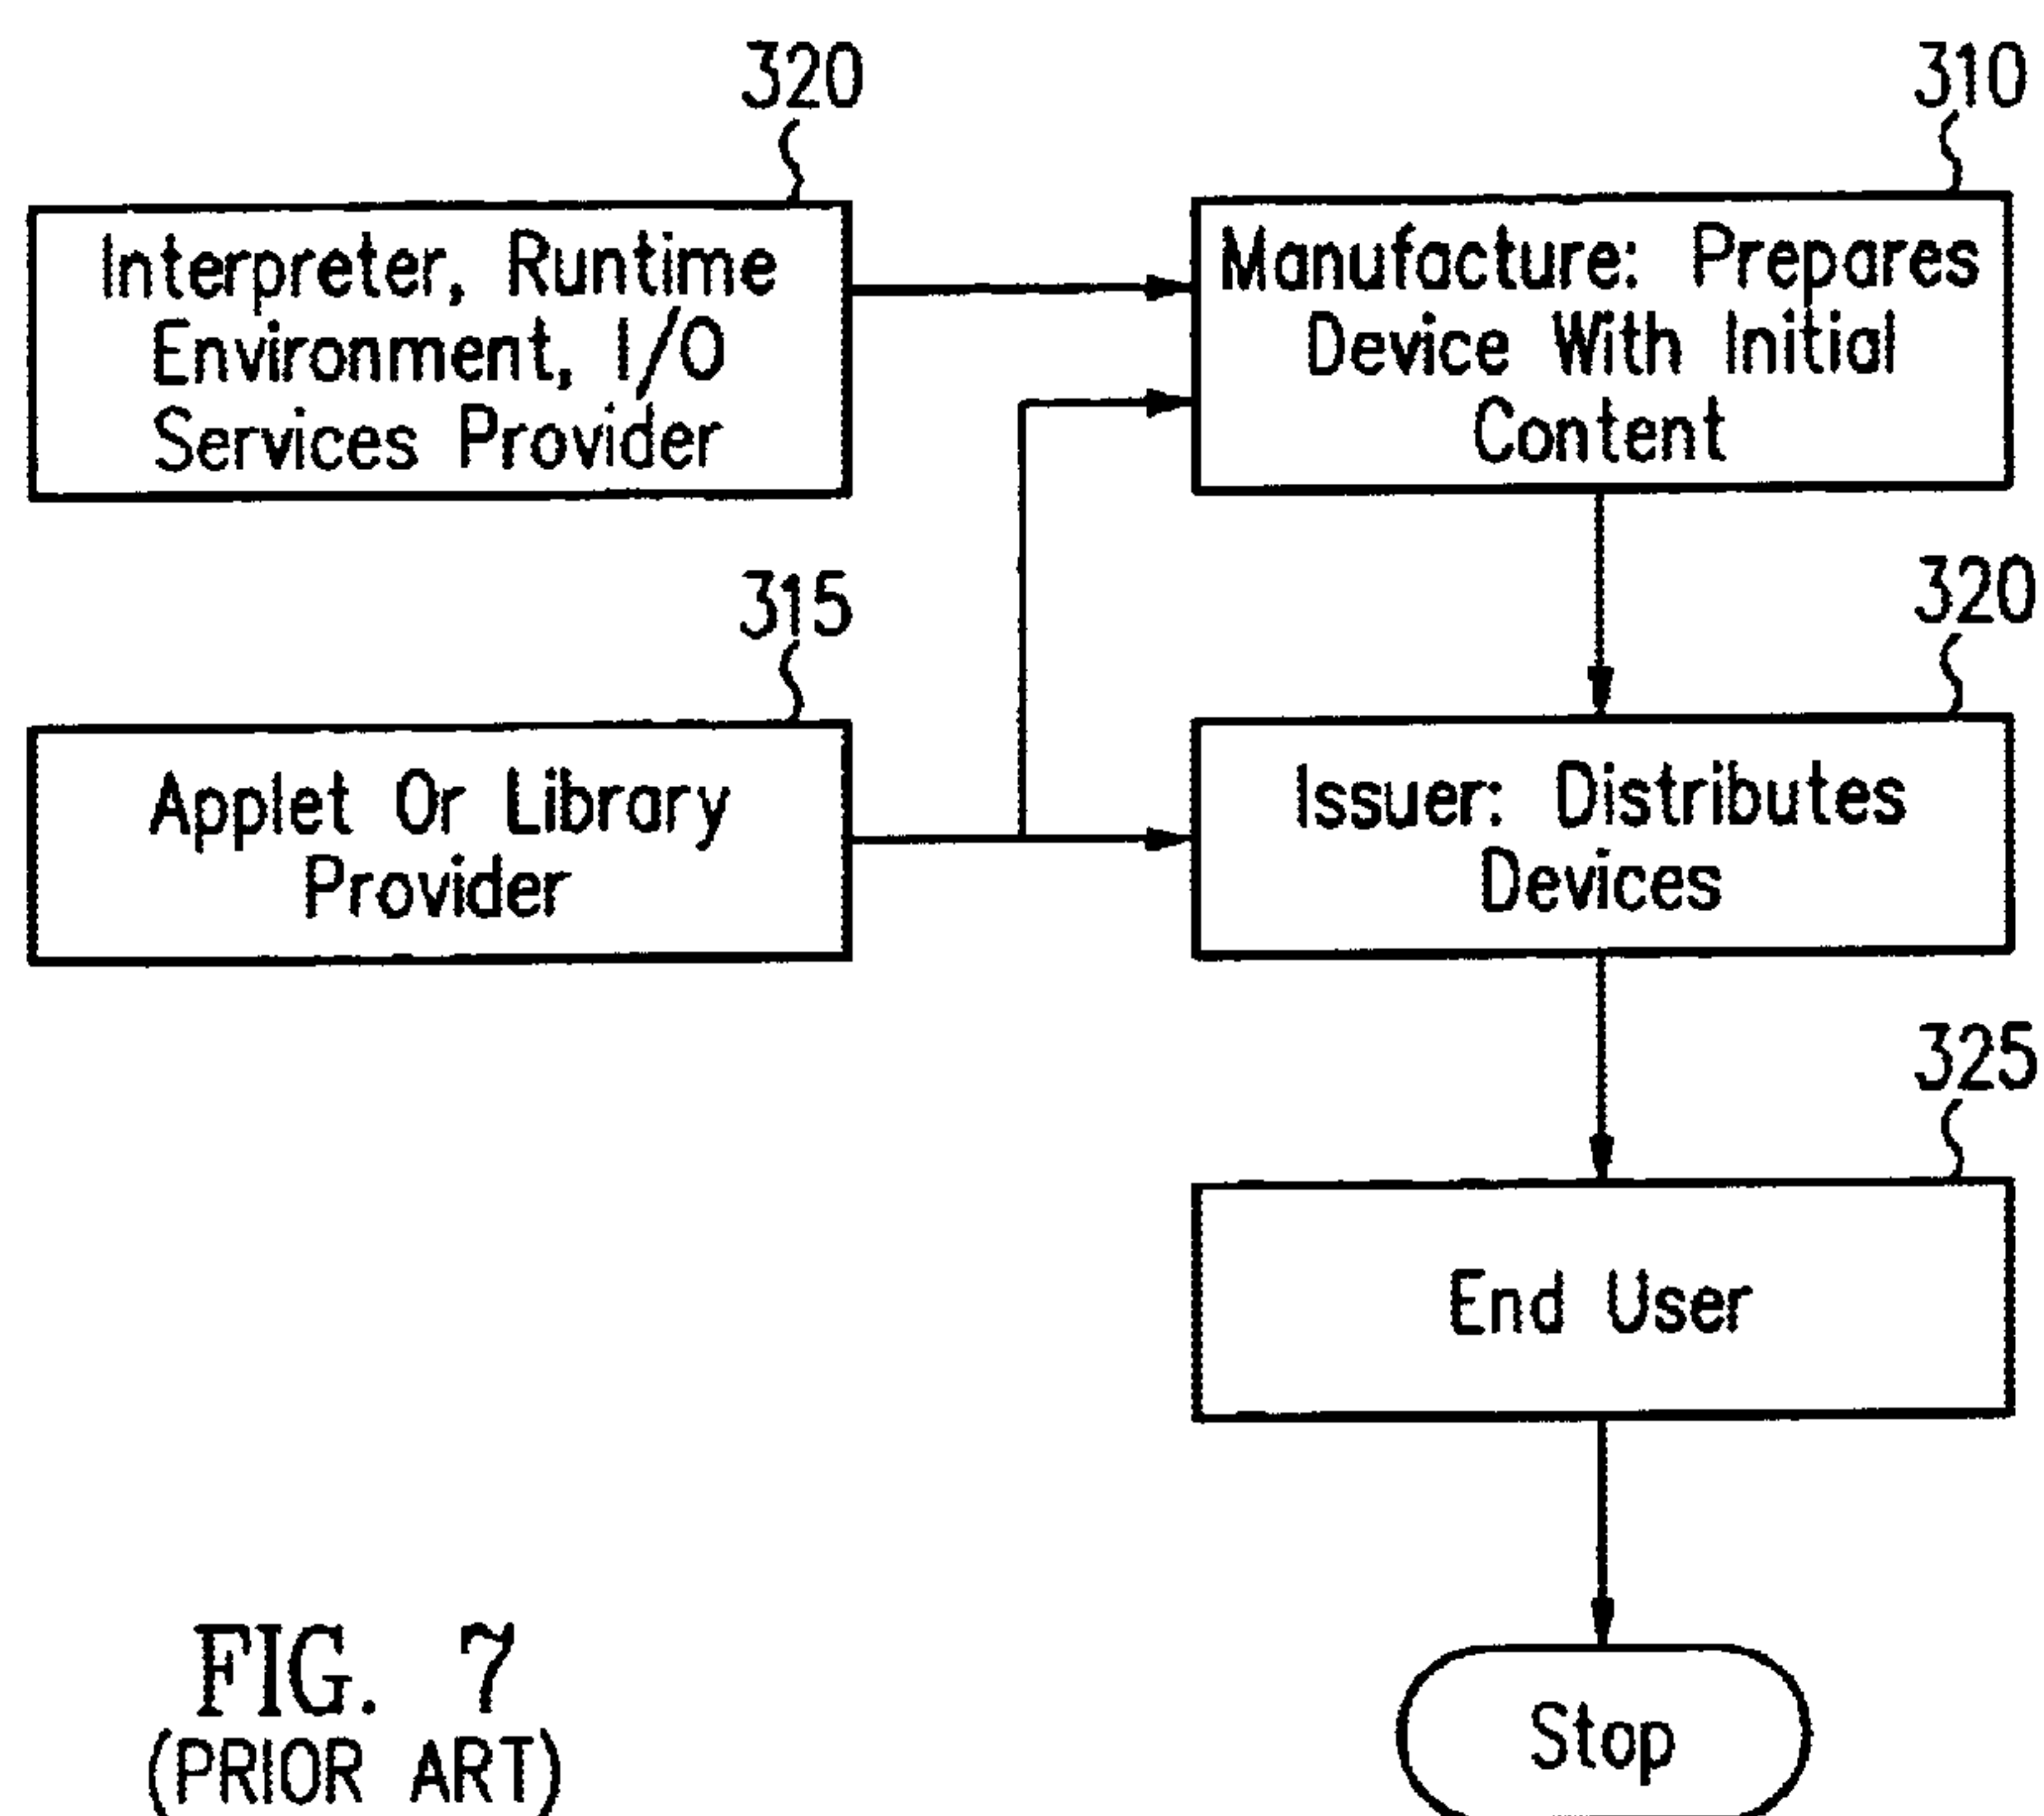 320
Interpreter, Runtime
Environment, I/O
Services Provider
310
Manufacture: Prepares
Device With Initial
Content
315
Applet Or Library
Provider
320
Issuer: Distributes
Devices
325
End User
Stop
FIG. 7
(PRIOR ART)